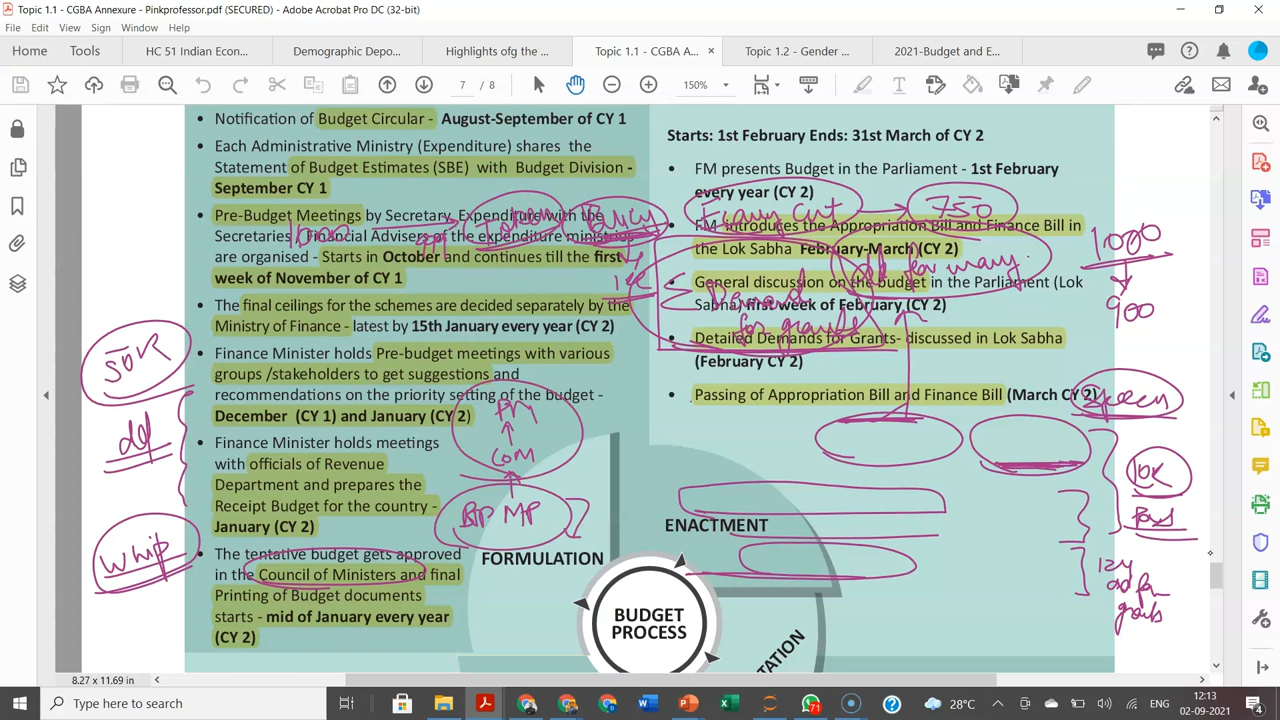 Topic 1.1 - CGBA Annexure - Pinkprofessor.pdf (SECURED) - Adobe Acrobat Pro DC (32-bit)
File Edit View Sign Window Help
Home Tools HC 51 Indian Econ... Demographic Depo... Highlights ofg the ... Topic 1.1 - CGBA A... × Topic 1.2 - Gender ... 2021-Budget and E...
7 / 8 150%
• Notification of Budget Circular - August-September of CY 1
• Each Administrative Ministry (Expenditure) shares the
Statement of Budget Estimates (SBE) with Budget Division -
September CY 1
• Pre-Budget Meetings by Secretary Expenditure with the
Secretaries / Financial Advisers of the expenditure ministries
are organised - Starts in October and continues till the first
week of November of CY 1
• The final ceilings for the schemes are decided separately by the
Ministry of Finance - latest by 15th January every year (CY 2)
• Finance Minister holds Pre-budget meetings with various
groups /stakeholders to get suggestions and
recommendations on the priority setting of the budget -
December (CY 1) and January (CY 2)
• Finance Minister holds meetings
with officials of Revenue
Department and prepares the
Receipt Budget for the country -
January (CY 2)
• The tentative budget gets approved
in the Council of Ministers and final
Printing of Budget documents
starts - mid of January every year
(CY 2)
Starts: 1st February Ends: 31st March of CY 2
• FM presents Budget in the Parliament - 1st February
every year (CY 2)
• FM introduces the Appropriation Bill and Finance Bill in
the Lok Sabha February-March (CY 2)
• General discussion on the budget in the Parliament (Lok
Sabha) first week of February (CY 2)
• Detailed Demands for Grants- discussed in Lok Sabha
(February CY 2)
• Passing of Appropriation Bill and Finance Bill (March CY 2)
1000
Policy
cut
750
1000
900
Demand
for grants
50K
Whip
PM
COM
MP
10K
FORMULATION
ENACTMENT
BUDGET
PROCESS
TATION
8.27 x 11.69 in
Type here to search
71
28°C
ENG
12:13
02-09-2021
4